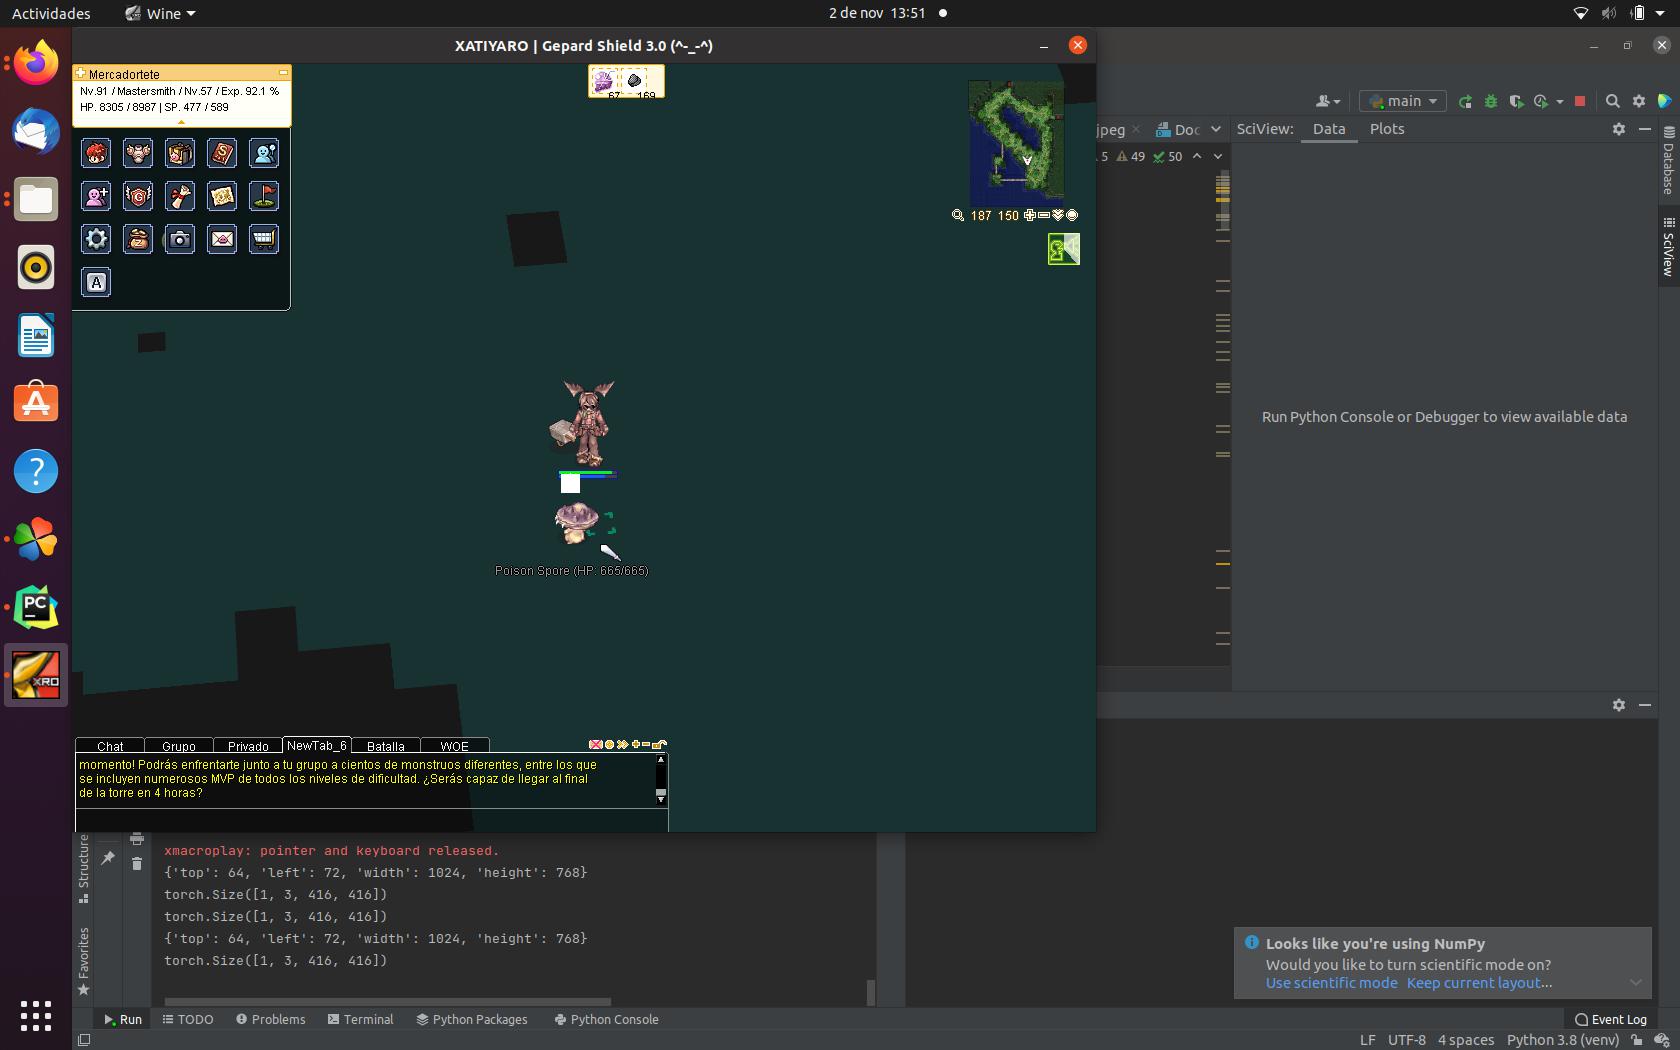 Actividades
Wine
2 de nov 13:51
XATIYARO | Gepard Shield 3.0 (^-_-^)
Mercadortete
Nv.91 / Mastersmith / Nv.57 / Exp. 92.1 %
HP. 8305 / 8987 | SP. 477 / 589
67 169
187 150
main
jpeg
Doc
SciView:
Data
Plots
5 49 50
Database
SciView
Run Python Console or Debugger to view available data
A
Poison Spore (HP: 665/665)
PC
XRO
Chat
Grupo
Privado
NewTab_6
Batalla
WOE
momento! Podrás enfrentarte junto a tu grupo a cientos de monstruos diferentes, entre los que
se incluyen numerosos MVP de todos los niveles de dificultad. ¿Serás capaz de llegar al final
de la torre en 4 horas?
Structure
Favorites
xmacroplay: pointer and keyboard released.
{'top': 64, 'left': 72, 'width': 1024, 'height': 768}
torch.Size([1, 3, 416, 416])
torch.Size([1, 3, 416, 416])
{'top': 64, 'left': 72, 'width': 1024, 'height': 768}
torch.Size([1, 3, 416, 416])
Looks like you're using NumPy
Would you like to turn scientific mode on?
Use scientific mode Keep current layout...
Run
TODO
Problems
Terminal
Python Packages
Python Console
Event Log
LF UTF-8 4 spaces Python 3.8 (venv)